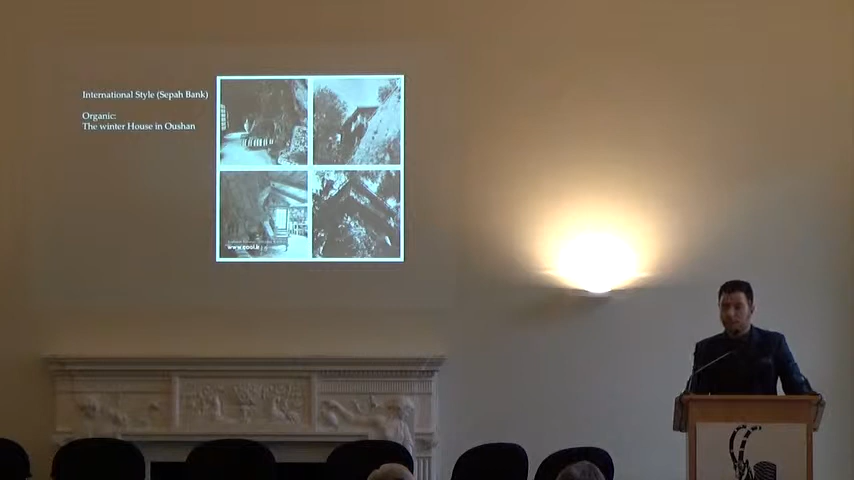 International Style (Sepah Bank)
Organic:
The winter House in Oushan